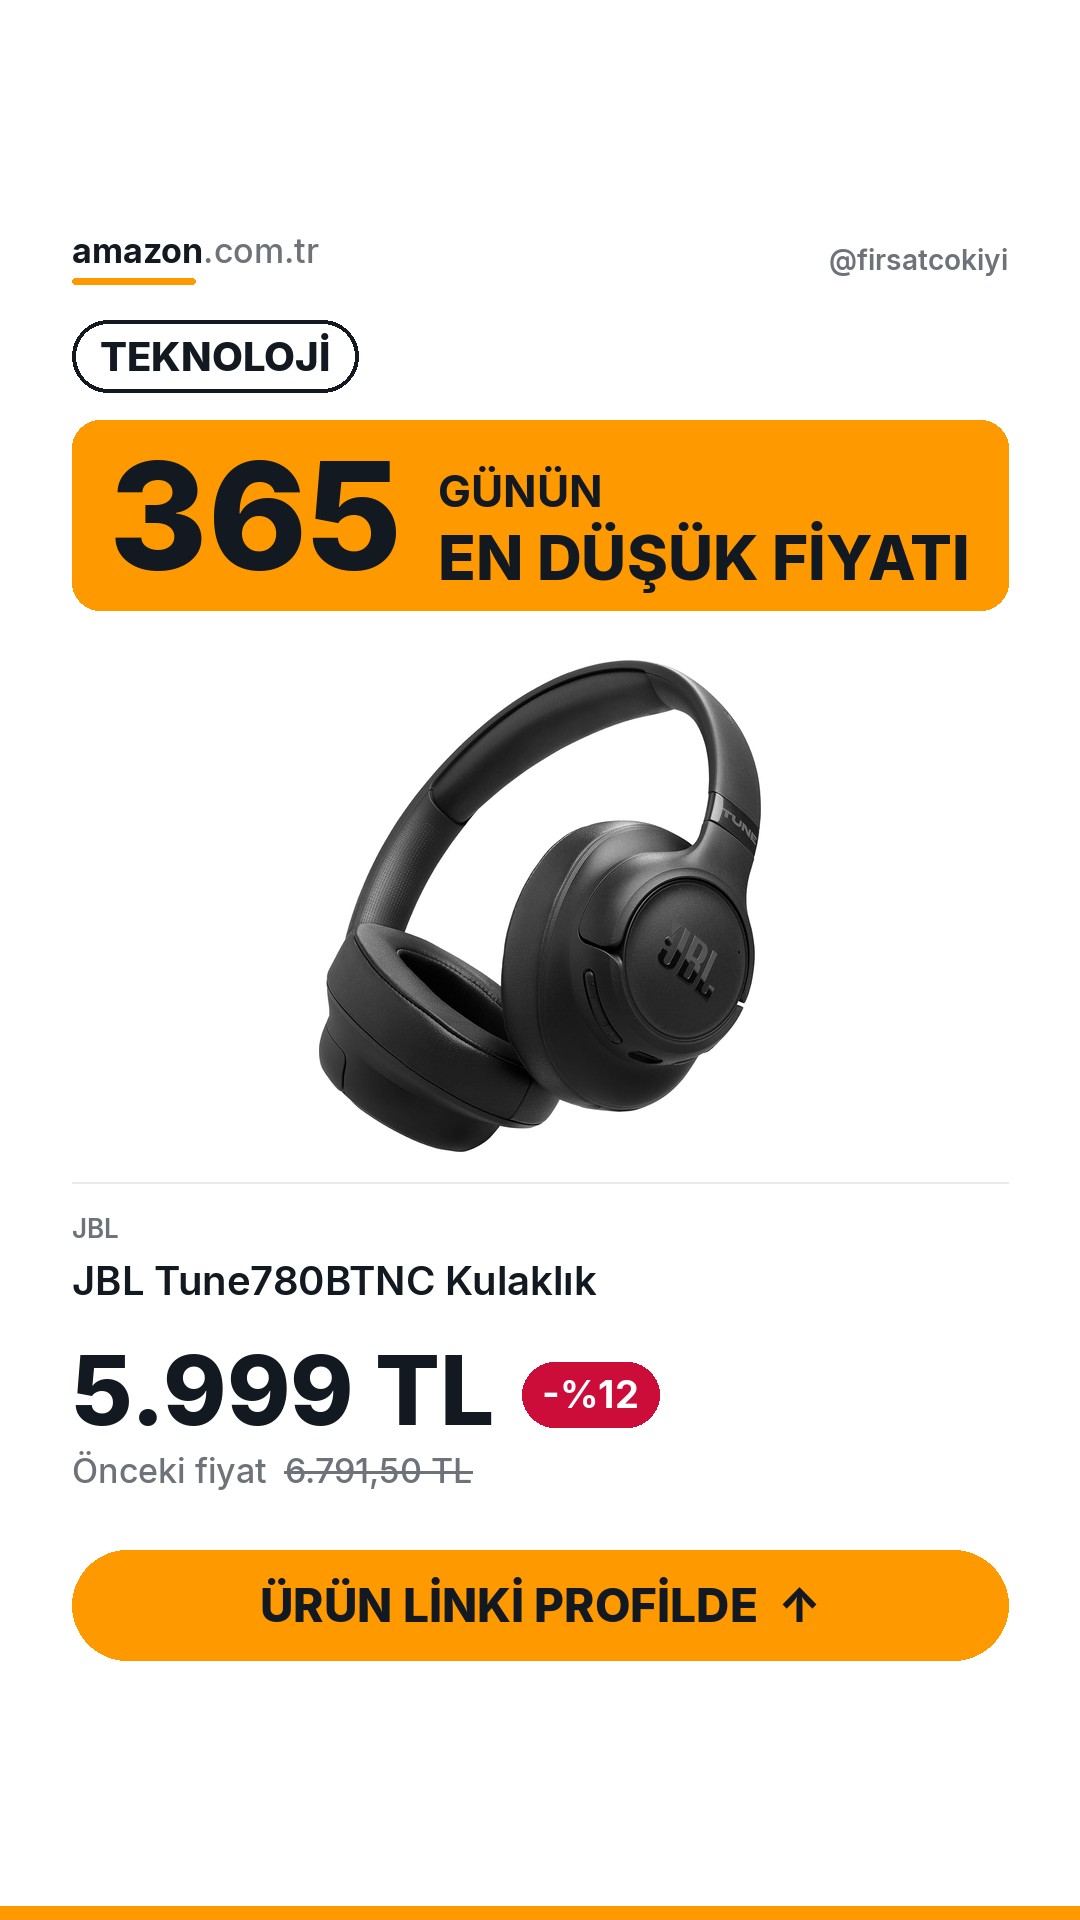 amazon.com.tr
@firsatcokiyi
TEKNOLOJİ
365 GÜNÜN
EN DÜŞÜK FİYATI
TUNE
JBL
JBL
JBL Tune780BTNC Kulaklık
5.999 TL -%12
Önceki fiyat 6.791,50 TL
ÜRÜN LİNKİ PROFİLDE ↑